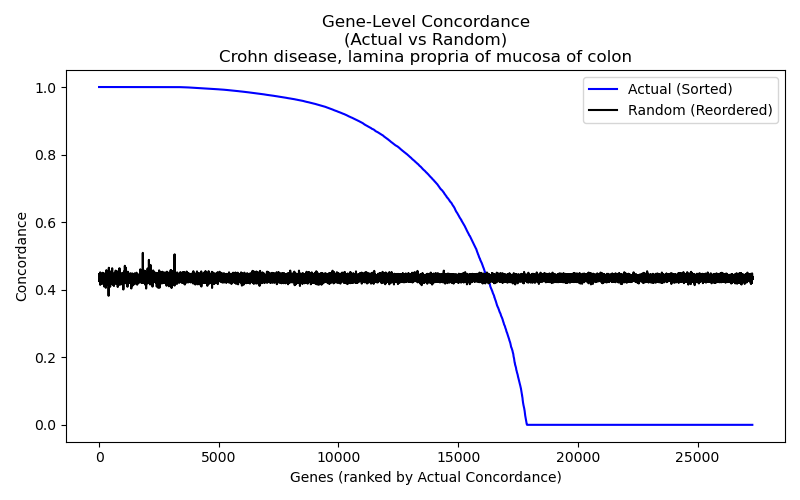 Gene-Level Concordance
(Actual vs Random)
Crohn disease, lamina propria of mucosa of colon
Actual (Sorted)
Random (Reordered)
Concordance
1.0
0.8
0.6
0.4
0.2
0.0
0
5000
10000
15000
20000
25000
Genes (ranked by Actual Concordance)